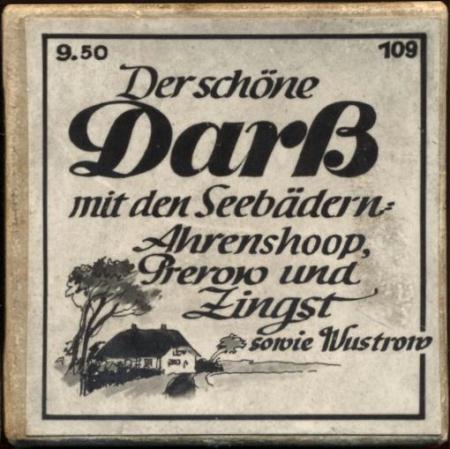 9.50 109
Der schöne
Darß
mit den Seebädern:
Ahrenshoop,
Prerow und
Zingst
sowie Wustrow